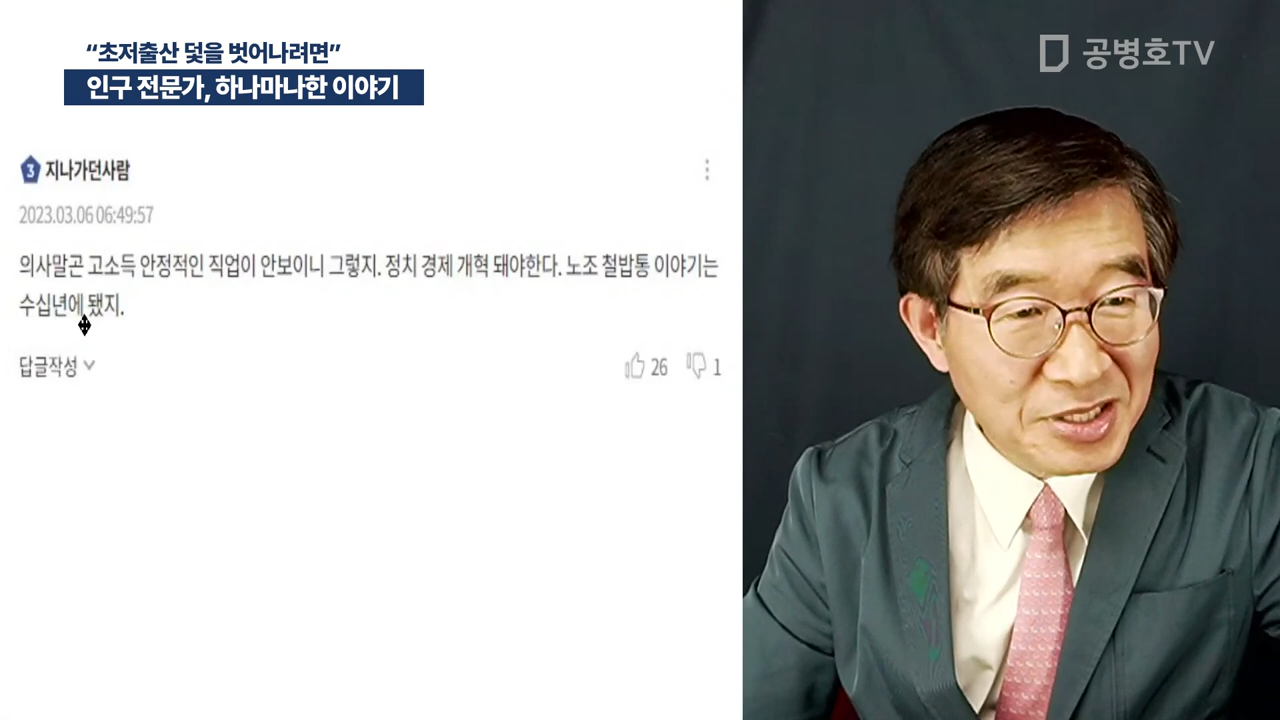 “초저출산 덫을 벗어나려면”
인구 전문가, 하나마나한 이야기
공병호TV
3 지나가던사람
2023.03.06 06:49:57
의사말곤 고소득 안정적인 직업이 안보이니 그렇지. 정치 경제 개혁 돼야한다. 노조 철밥통 이야기는
수십년에 됐지.
답글작성
26 1